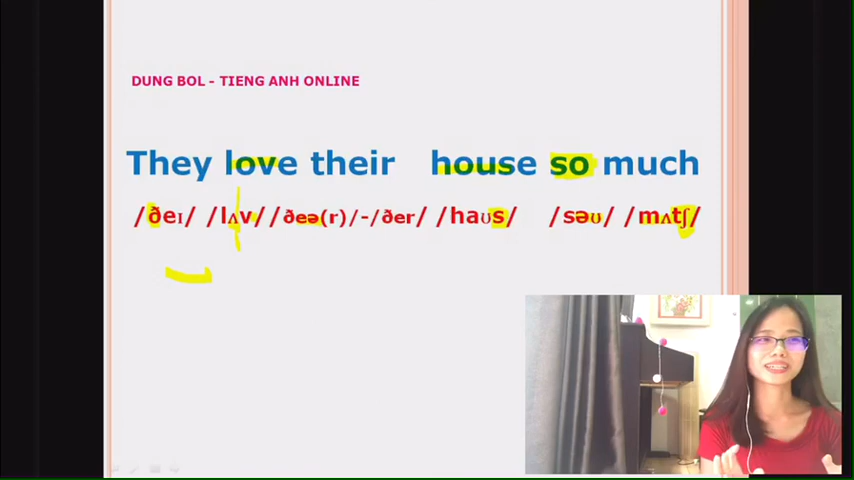 DUNG BOL - TIENG ANH ONLINE
They love their house so much
/ðeɪ/ /lʌv//ðeə(r)/-/ðer/ /haʊs/ /səʊ/ /mʌtʃ/